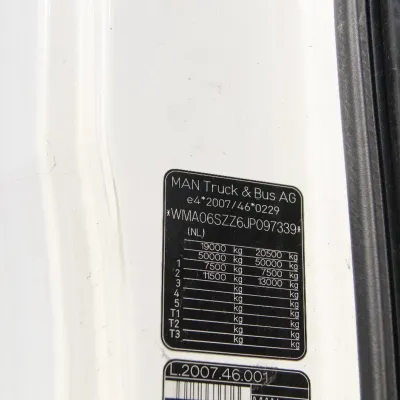 MAN Truck & Bus AG
e4*2007/46*0229
*WMA06SZZ6JP097339*
(NL)
19000 kg 20500 kg
50000 kg 50000 kg
1 7500 kg 7500 kg
2 11500 kg 13000 kg
3 kg kg
4 kg kg
5 kg kg
T1 kg kg
T2 kg kg
T3 kg kg
L.2007.46.001